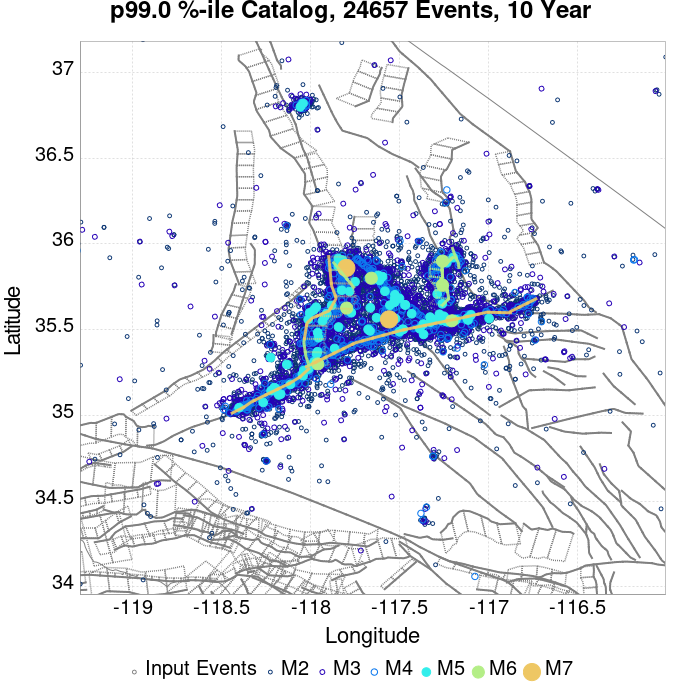 p99.0 %-ile Catalog, 24657 Events, 10 Year
37
36.5
36
35.5
35
34.5
34
Latitude
-119 -118.5 -118 -117.5 -117 -116.5
Longitude
Input Events M2 M3 M4 M5 M6 M7